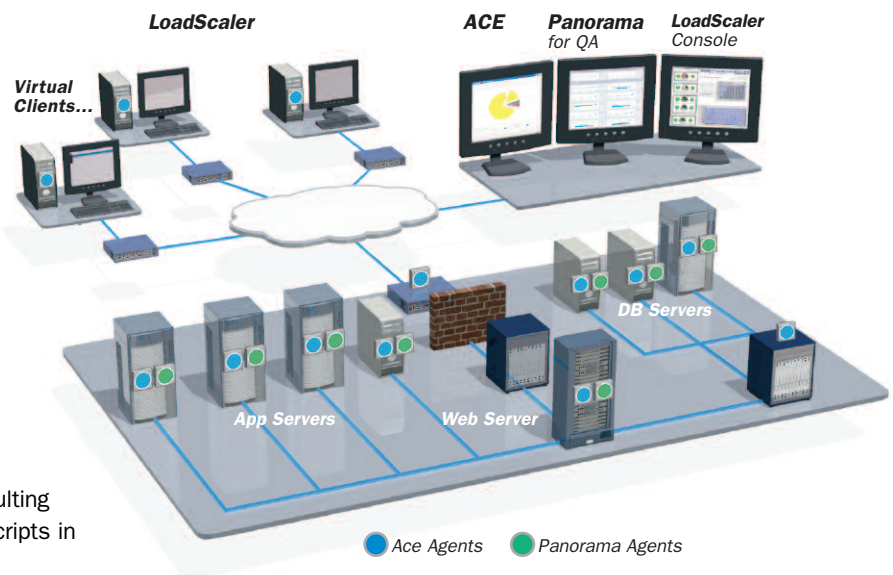 LoadScaler
ACE
Panorama
for QA
LoadScaler
Console
Virtual
Clients...
DB Servers
App Servers
Web Server
cripts in
Ace Agents
Panorama Agents